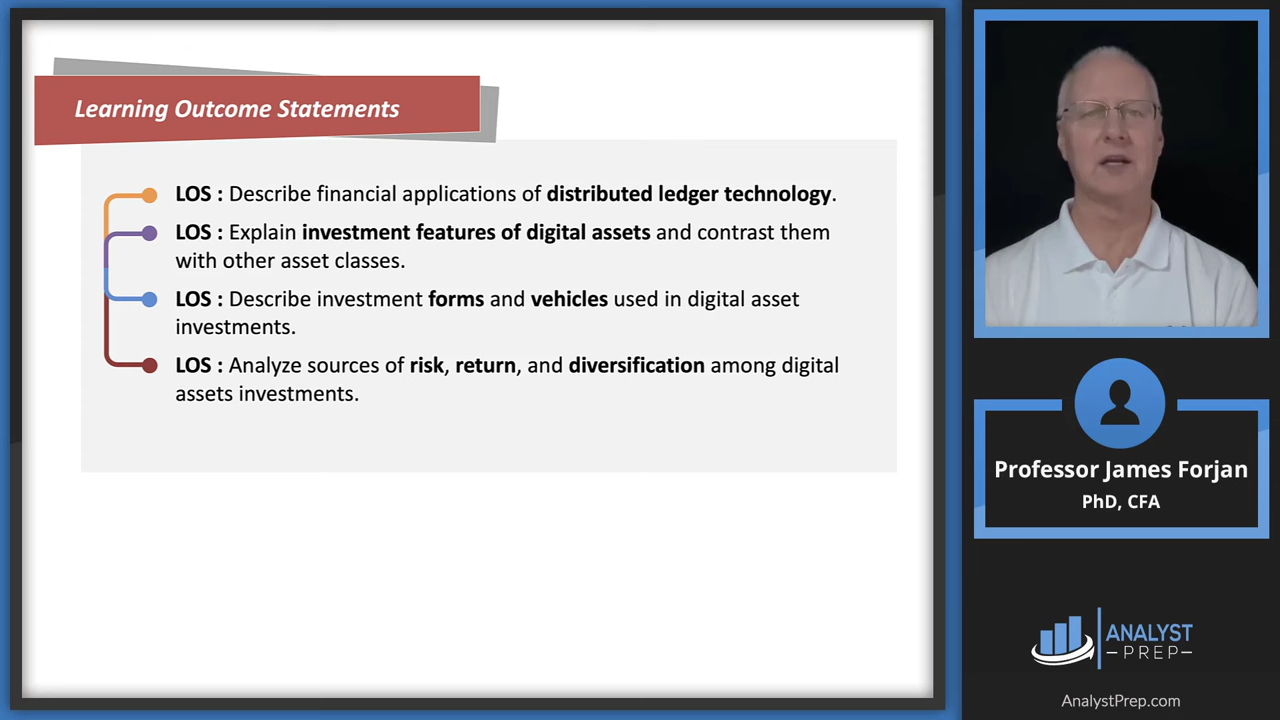 Learning Outcome Statements
LOS : Describe financial applications of distributed ledger technology.
LOS : Explain investment features of digital assets and contrast them
with other asset classes.
LOS : Describe investment forms and vehicles used in digital asset
investments.
LOS : Analyze sources of risk, return, and diversification among digital
assets investments.
Professor James Forjan
PhD, CFA
ANALYST
PREP
AnalystPrep.com